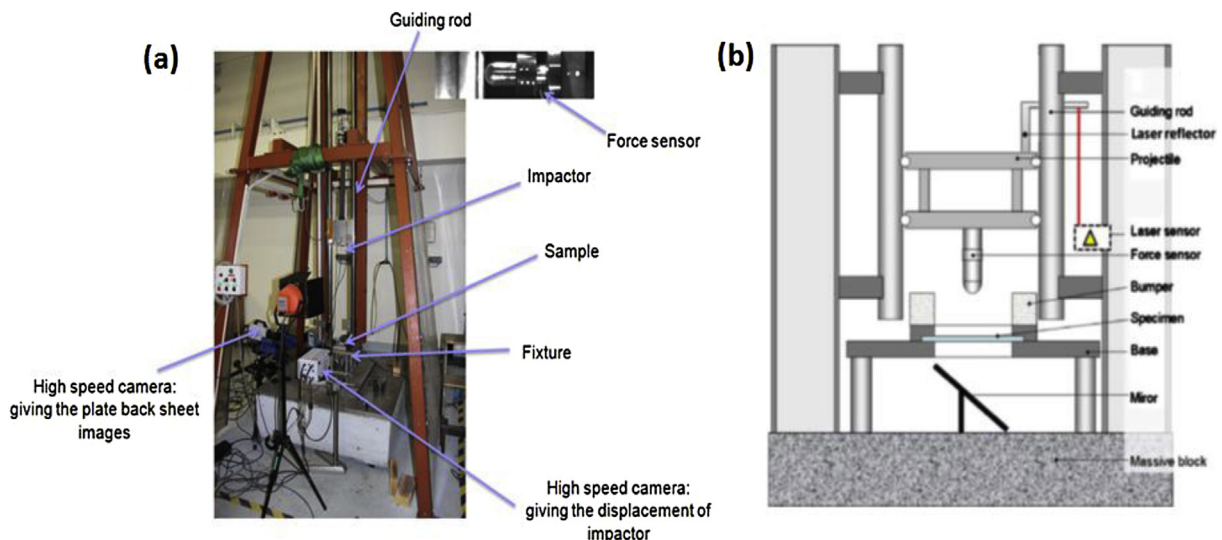 Guiding rod
(a)
Force sensor
Impactor
Sample
Fixture
High speed camera:
giving the plate back sheet
images
High speed camera:
giving the displacement of
impactor
(b)
Guiding rod
Laser reflector
Projectile
Laser sensor
Force sensor
Bumper
Specimen
Base
Miror
Massive block